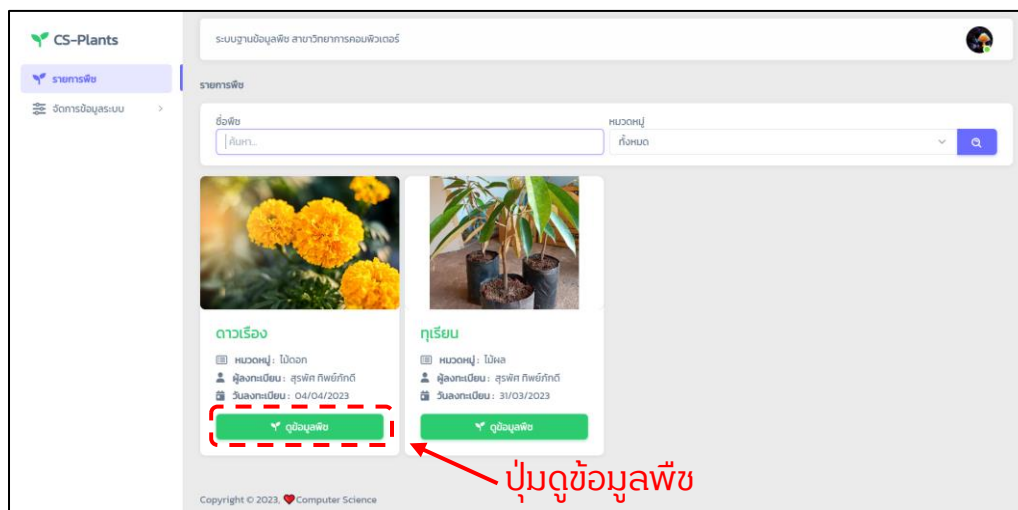 CS-Plants
ระบบฐานข้อมูลพืช สาขาวิทยาการคอมพิวเตอร์
รายการพืช
จัดการข้อมูลระบบ
รายการพืช
ชื่อพืช
หมวดหมู่
ค้นหา..
ทั้งหมด
ดาวเรือง
หมวดหมู่ : ไม้ดอก
ผู้ลงทะเบียน : สุรพัศ ทิพย์ภักดี
วันลงทะเบียน : 04/04/2023
ดูข้อมูลพืช
ทุเรียน
หมวดหมู่ : ไม้ผล
ผู้ลงทะเบียน : สุรพัศ ทิพย์ภักดี
วันลงทะเบียน : 31/03/2023
ดูข้อมูลพืช
ปุ่มดูข้อมูลพืช
Copyright © 2023, ❤Computer Science